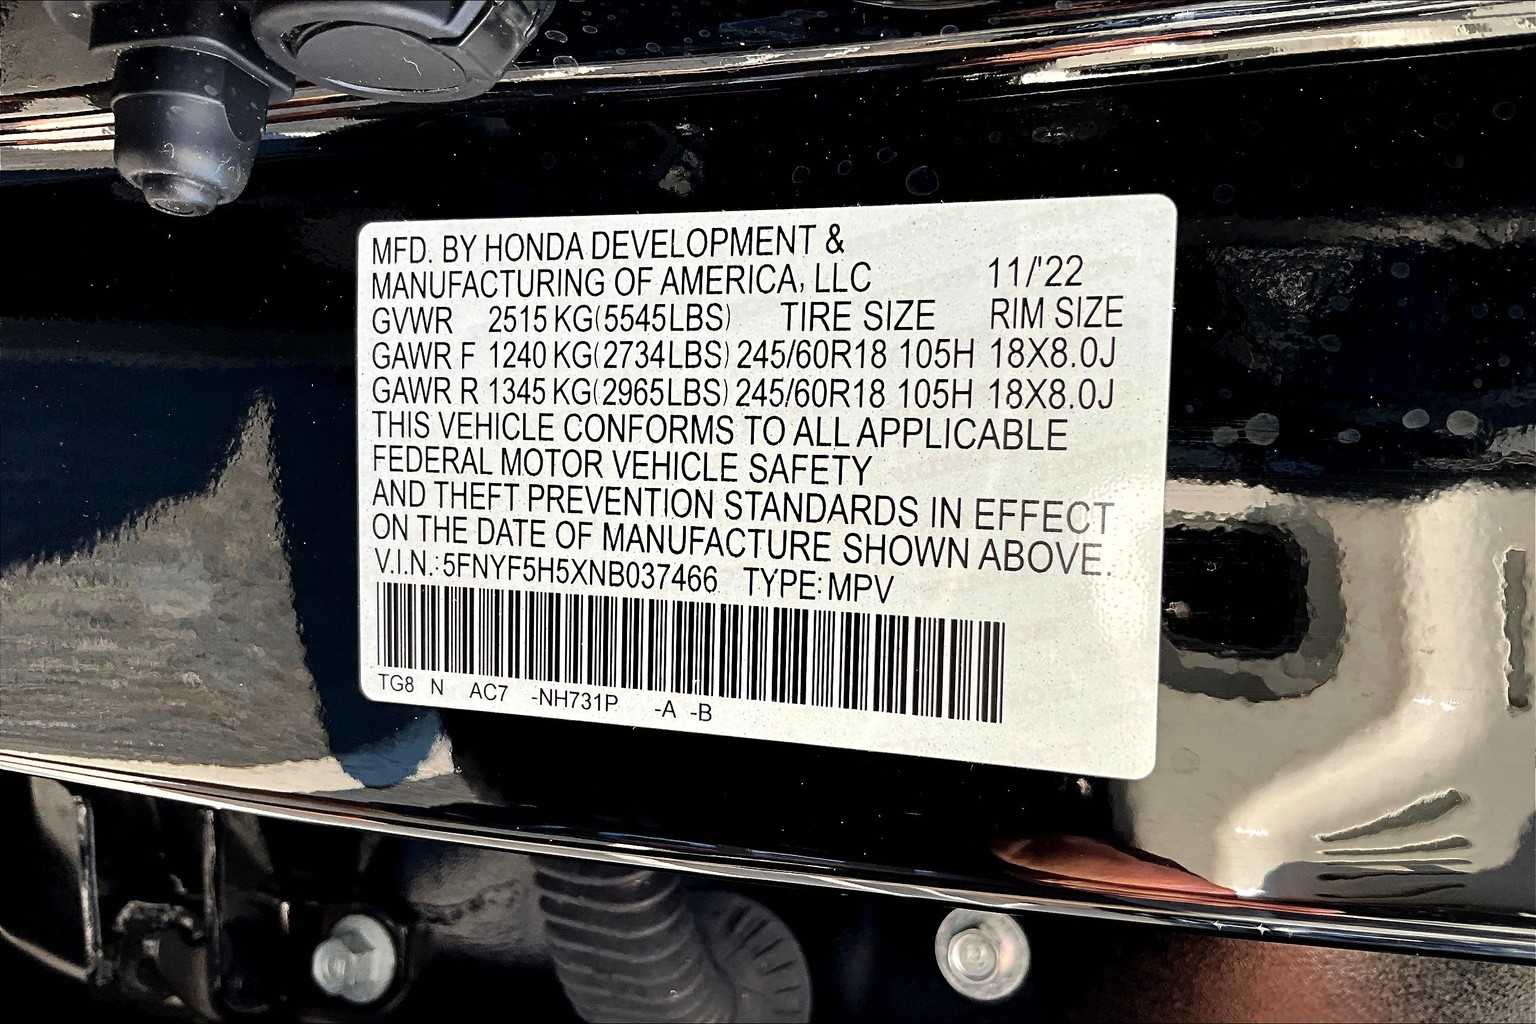 MFD. BY HONDA DEVELOPMENT &
MANUFACTURING OF AMERICA, LLC 11/'22
GVWR 2515 KG(5545LBS) TIRE SIZE RIM SIZE
GAWR F 1240 KG(2734LBS) 245/60R18 105H 18X8.0J
GAWR R 1345 KG(2965LBS) 245/60R18 105H 18X8.0J
THIS VEHICLE CONFORMS TO ALL APPLICABLE
FEDERAL MOTOR VEHICLE SAFETY
AND THEFT PREVENTION STANDARDS IN EFFECT
ON THE DATE OF MANUFACTURE SHOWN ABOVE.
V.I.N.:5FNYF5H5XNB037466 TYPE:MPV
TG8 N AC7 -NH731P -A -B